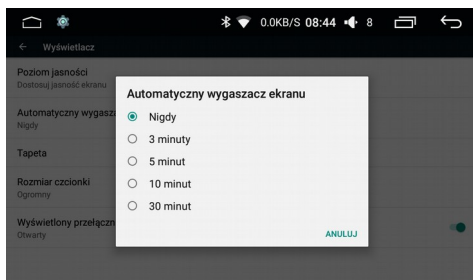 0.0KB/S 08:44 8
Wyświetlacz
Poziom jasności
Dostosuj jasność ekranu
Automatyczny wygasza
Nigdy
Tapeta
Rozmiar czcionki
Ogromny
Wyświetlony przełączn
Otwarty
Automatyczny wygaszacz ekranu
Nigdy
3 minuty
5 minut
10 minut
30 minut
ANULUJ